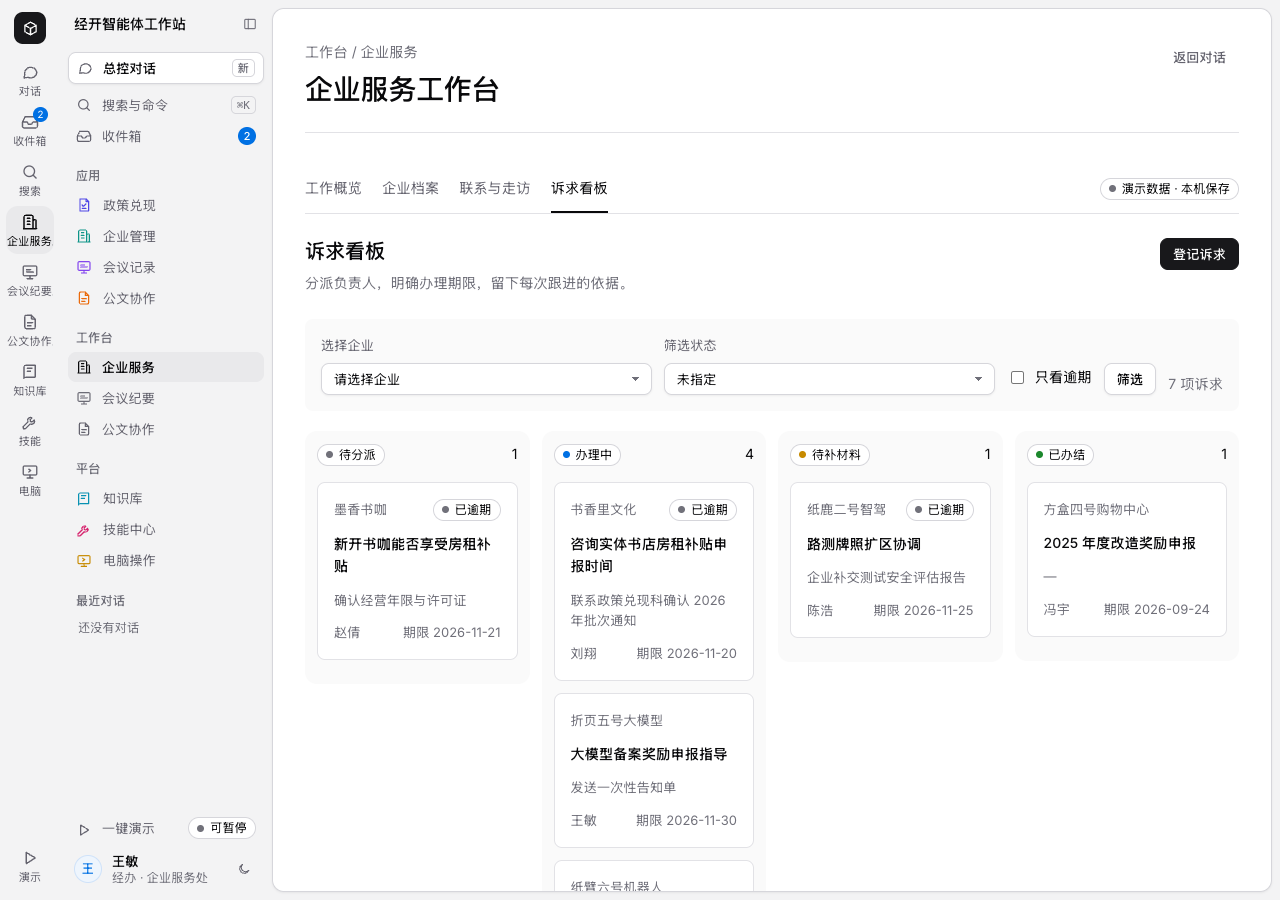 对话
2
收件箱
搜索
企业服务
会议纪要
公文协作
知识库
技能
电脑
演示
经开智能体工作站
总控对话
新
搜索与命令
⌘K
收件箱
2
应用
政策兑现
企业管理
会议记录
公文协作
工作台
企业服务
会议纪要
公文协作
平台
知识库
技能中心
电脑操作
最近对话
还没有对话
一键演示
可暂停
王
王敏
经办 · 企业服务处
工作台 / 企业服务
企业服务工作台
返回对话
工作概览
企业档案
联系与走访
诉求看板
演示数据 · 本机保存
诉求看板
分派负责人，明确办理期限，留下每次跟进的依据。
登记诉求
选择企业
请选择企业
筛选状态
未指定
只看逾期
筛选
7 项诉求
待分派
1
墨香书咖
已逾期
新开书咖能否享受房租补
贴
确认经营年限与许可证
赵倩
期限 2026-11-21
办理中
4
书香里文化
已逾期
咨询实体书店房租补贴申
报时间
联系政策兑现科确认 2026
年批次通知
刘翔
期限 2026-11-20
折页五号大模型
大模型备案奖励申报指导
发送一次性告知单
王敏
期限 2026-11-30
纸臂六号机器人
待补材料
1
纸鹿二号智驾
已逾期
路测牌照扩区协调
企业补交测试安全评估报告
陈浩
期限 2026-11-25
已办结
1
方盒四号购物中心
2025 年度改造奖励申报
—
冯宇
期限 2026-09-24